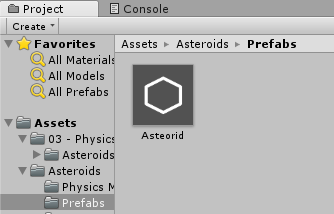 Project
Console
Create
Favorites
All Materials
All Models
All Prefabs
Assets
03 - Physics
Asteroids
Asteroids
Physics M
Prefabs
Assets ▸ Asteroids ▸ Prefabs
Asteorid